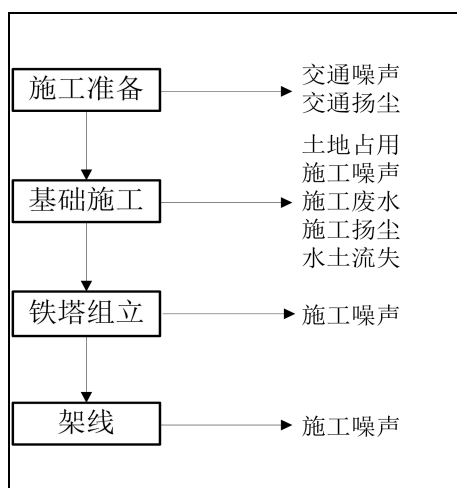 施工准备
交通噪声
交通扬尘
基础施工
土地占用
施工噪声
施工废水
施工扬尘
水土流失
铁塔组立
施工噪声
架线
施工噪声